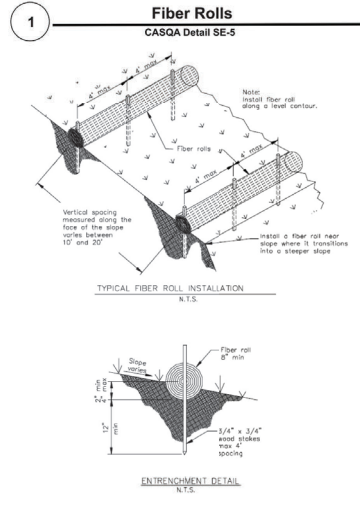 1
Fiber Rolls
CASQA Detail SE-5
4' max
4' max
Note:
Install fiber roll
along a level contour.
Fiber rolls
4' max
4' max
Vertical spacing
measured along the
face of the slope
varies between
10' and 20'
Install a fiber roll near
slope where it transitions
into a steeper slope
TYPICAL FIBER ROLL INSTALLATION
N.T.S.
Fiber roll
8" min
Slope
varies
2" min
4" max
12"
min
3/4" x 3/4"
wood stakes
max 4'
spacing
ENTRENCHMENT DETAIL
N.T.S.